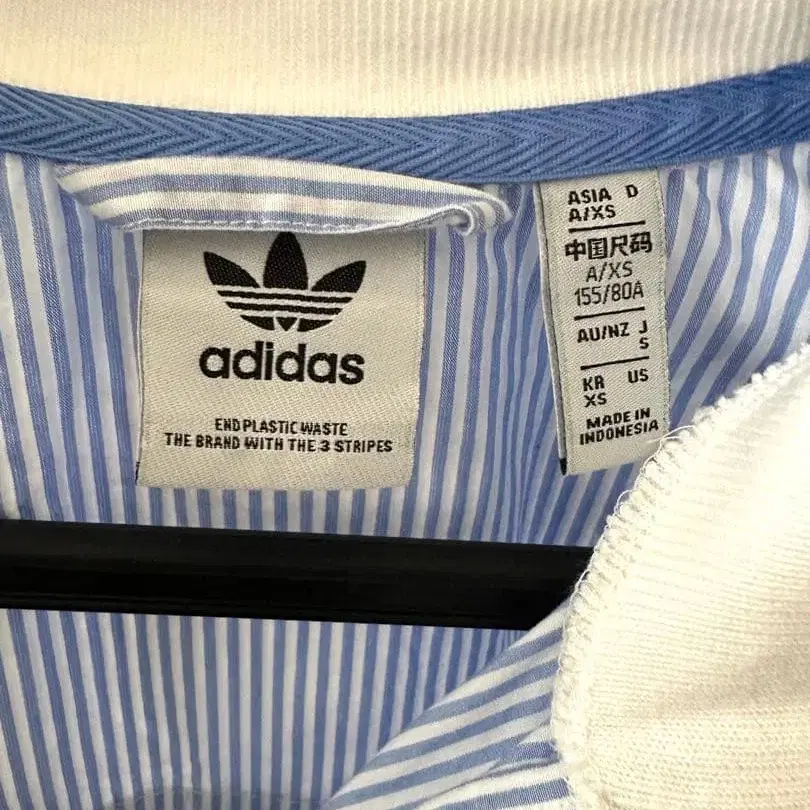 adidas
END PLASTIC WASTE
THE BRAND WITH THE 3 STRIPES
ASIA D
A/XS
中国尺码
A/XS
155/80A
AU/NZ J
S
KR US
XS
MADE IN
INDONESIA